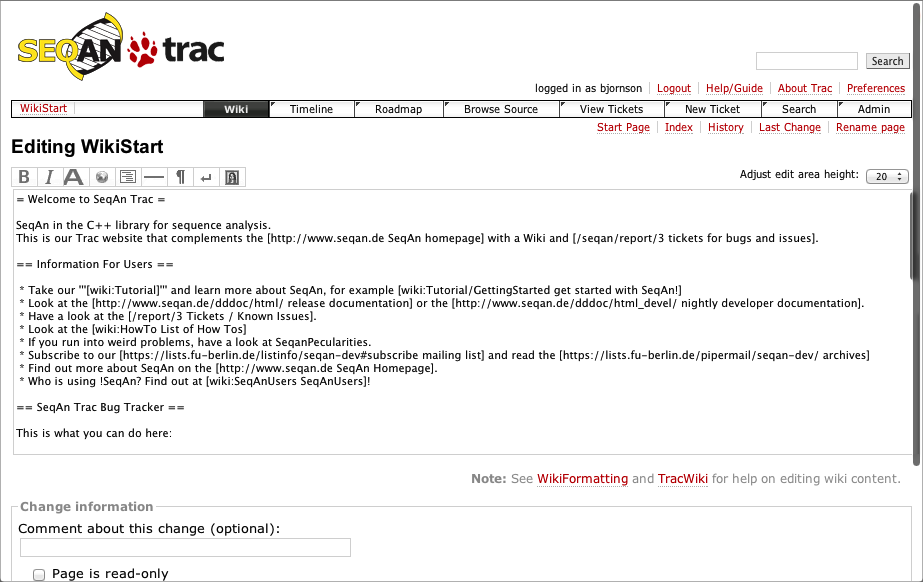 SEQAN trac
Search
logged in as bjornson Logout Help/Guide About Trac Preferences
WikiStart Wiki Timeline Roadmap Browse Source View Tickets New Ticket Search Admin
Start Page Index History Last Change Rename page
Editing WikiStart
B I A ¶ ↵
Adjust edit area height: 20
= Welcome to SeqAn Trac =
SeqAn in the C++ library for sequence analysis.
This is our Trac website that complements the [http://www.seqan.de SeqAn homepage] with a Wiki and [/seqan/report/3 tickets for bugs and issues].
== Information For Users ==
* Take our '''[wiki:Tutorial]''' and learn more about SeqAn, for example [wiki:Tutorial/GettingStarted get started with SeqAn!]
* Look at the [http://www.seqan.de/dddoc/html/ release documentation] or the [http://www.seqan.de/dddoc/html_devel/ nightly developer documentation].
* Have a look at the [/report/3 Tickets / Known Issues].
* Look at the [wiki:HowTo List of How Tos]
* If you run into weird problems, have a look at SeqanPecularities.
* Subscribe to our [https://lists.fu-berlin.de/listinfo/seqan-dev#subscribe mailing list] and read the [https://lists.fu-berlin.de/pipermail/seqan-dev/ archives]
* Find out more about SeqAn on the [http://www.seqan.de SeqAn Homepage].
* Who is using !SeqAn? Find out at [wiki:SeqAnUsers SeqAnUsers]!
== SeqAn Trac Bug Tracker ==
This is what you can do here:
Note: See WikiFormatting and TracWiki for help on editing wiki content.
Change information
Comment about this change (optional):
Page is read-only